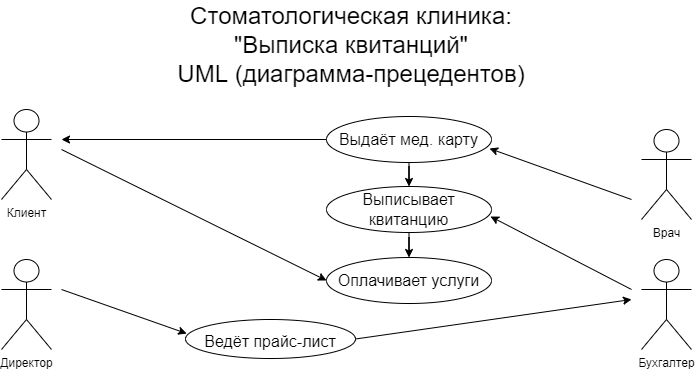 Стоматологическая клиника:
"Выписка квитанций"
UML (диаграмма-прецедентов)
Выдаёт мед. карту
Выписывает
квитанцию
Клиент
Врач
Оплачивает услуги
Ведёт прайс-лист
Директор
Бухгалтер